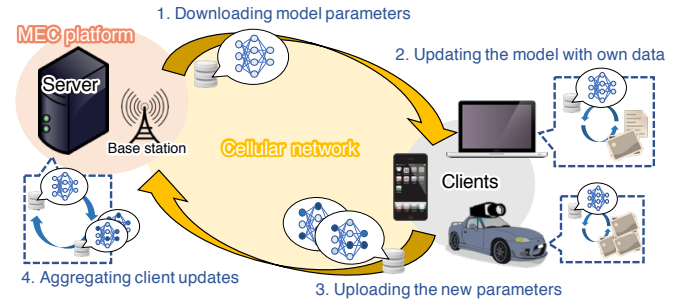 1. Downloading model parameters
MEC platform
2. Updating the model with own data
Server
Base station
Cellular network
Clients
4. Aggregating client updates
3. Uploading the new parameters